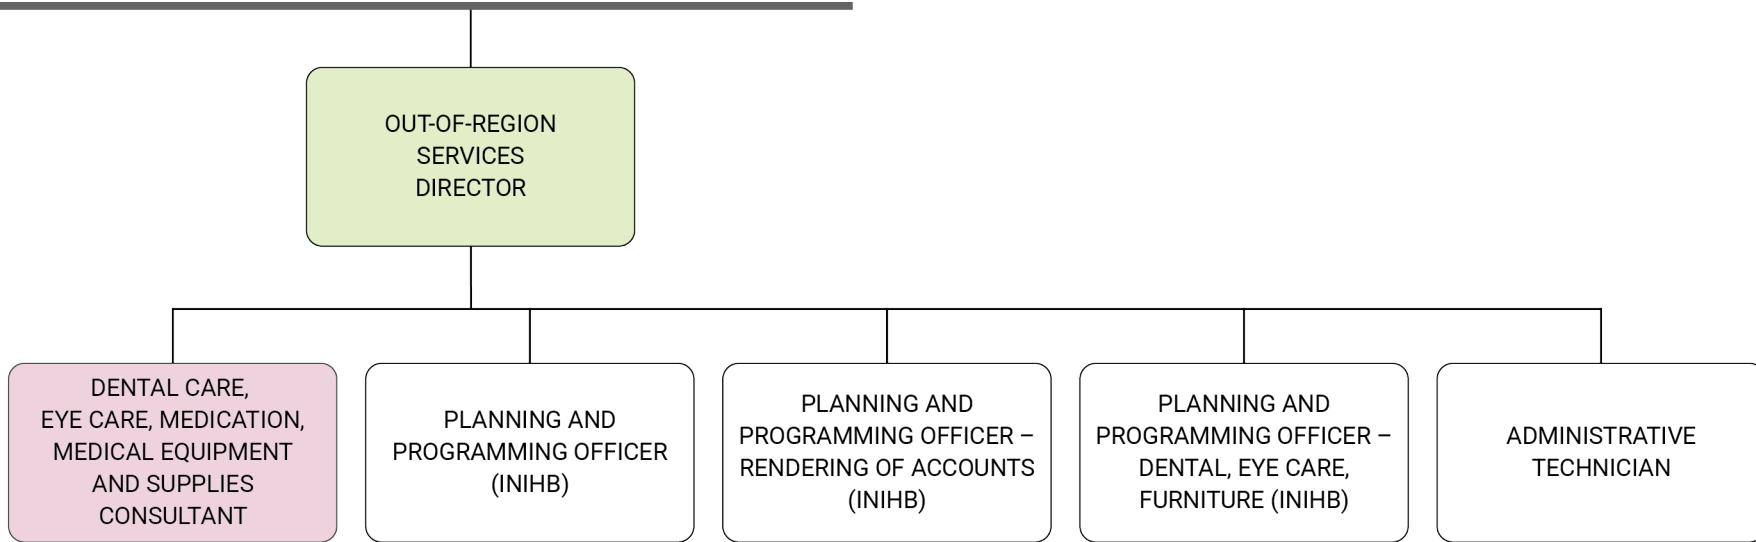 OUT-OF-REGION
SERVICES
DIRECTOR
DENTAL CARE,
EYE CARE, MEDICATION,
MEDICAL EQUIPMENT
AND SUPPLIES
CONSULTANT
PLANNING AND
PROGRAMMING OFFICER
(INIHB)
PLANNING AND
PROGRAMMING OFFICER –
RENDERING OF ACCOUNTS
(INIHB)
PLANNING AND
PROGRAMMING OFFICER –
DENTAL, EYE CARE,
FURNITURE (INIHB)
ADMINISTRATIVE
TECHNICIAN